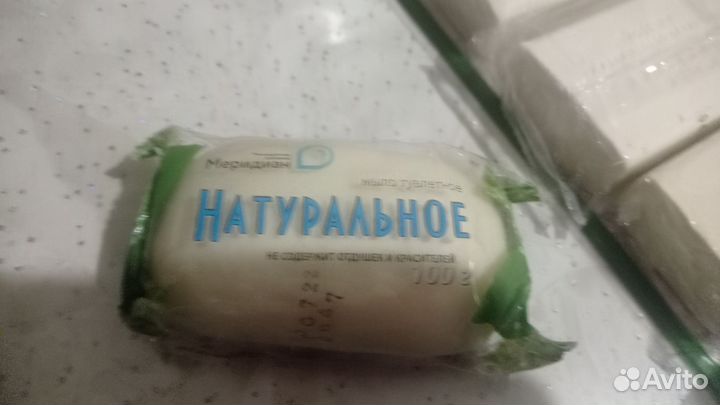 Меридиан
мыло туалетное
НАТУРАЛЬНОЕ
НЕ СОДЕРЖИТ ОТДУШЕК И КРАСИТЕЛЕЙ
100 г
Avito